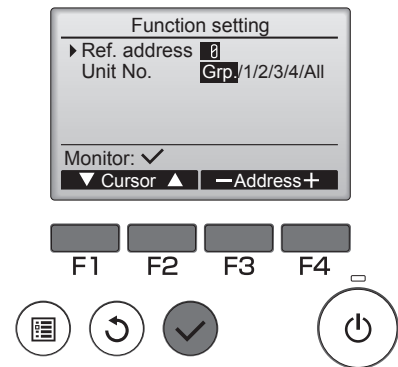 Function setting
Ref. address 0
Unit No. Grp./1/2/3/4/All
Monitor: ✓
▼ Cursor ▲ −Address+
F1 F2 F3 F4